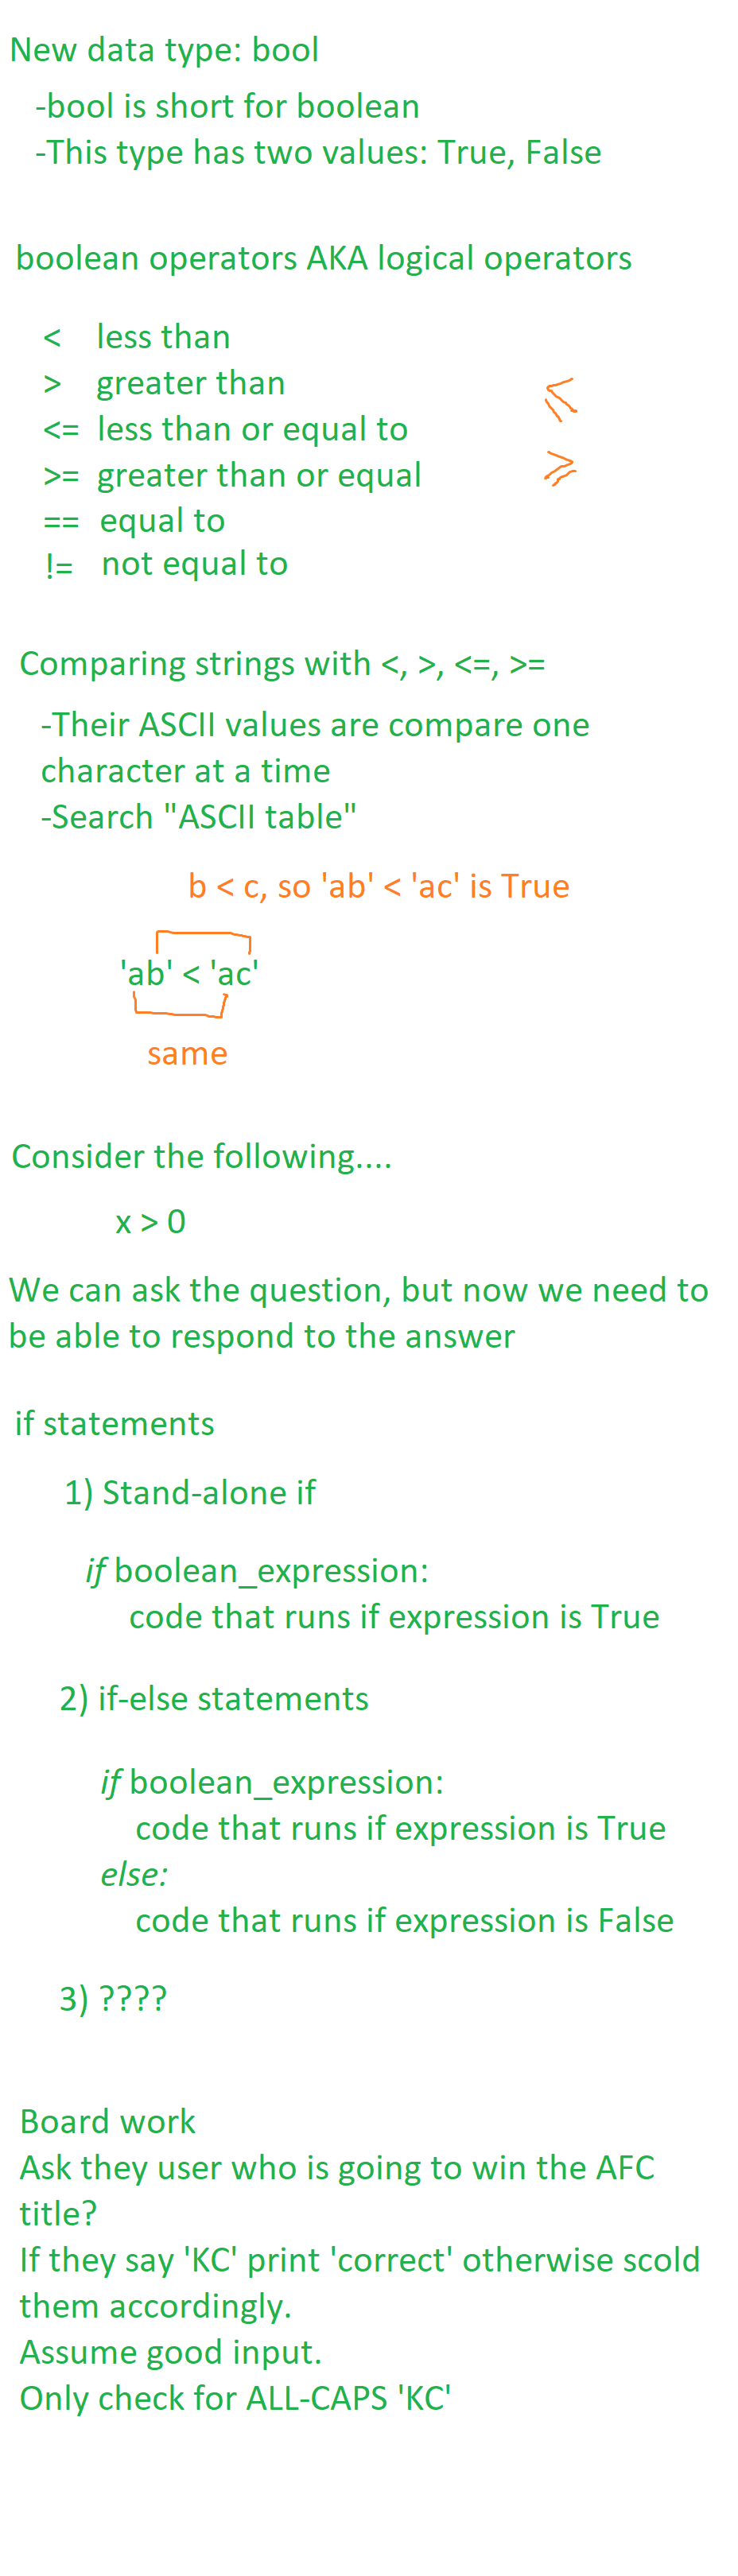 New data type: bool
-bool is short for boolean
-This type has two values: True, False
boolean operators AKA logical operators
< less than
> greater than
<= less than or equal to
>= greater than or equal
== equal to
!= not equal to
≤
≥
Comparing strings with <, >, <=, >=
-Their ASCII values are compare one
character at a time
-Search "ASCII table"
b < c, so 'ab' < 'ac' is True
'ab' < 'ac'
same
Consider the following....
x > 0
We can ask the question, but now we need to
be able to respond to the answer
if statements
1) Stand-alone if
if boolean_expression:
code that runs if expression is True
2) if-else statements
if boolean_expression:
code that runs if expression is True
else:
code that runs if expression is False
3) ????
Board work
Ask they user who is going to win the AFC
title?
If they say 'KC' print 'correct' otherwise scold
them accordingly.
Assume good input.
Only check for ALL-CAPS 'KC'